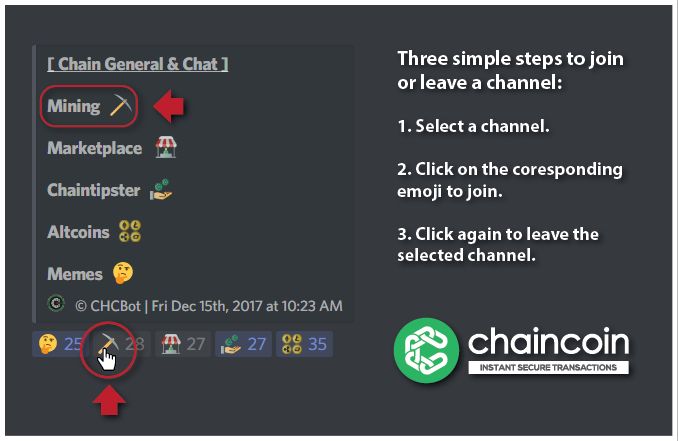 [ Chain General & Chat ]
Mining
Marketplace
Chaintipster
Altcoins
Memes
© CHCBot | Fri Dec 15th, 2017 at 10:23 AM
25 28 27 27 35
Three simple steps to join
or leave a channel:
1. Select a channel.
2. Click on the coresponding
emoji to join.
3. Click again to leave the
selected channel.
chaincoin
INSTANT SECURE TRANSACTIONS